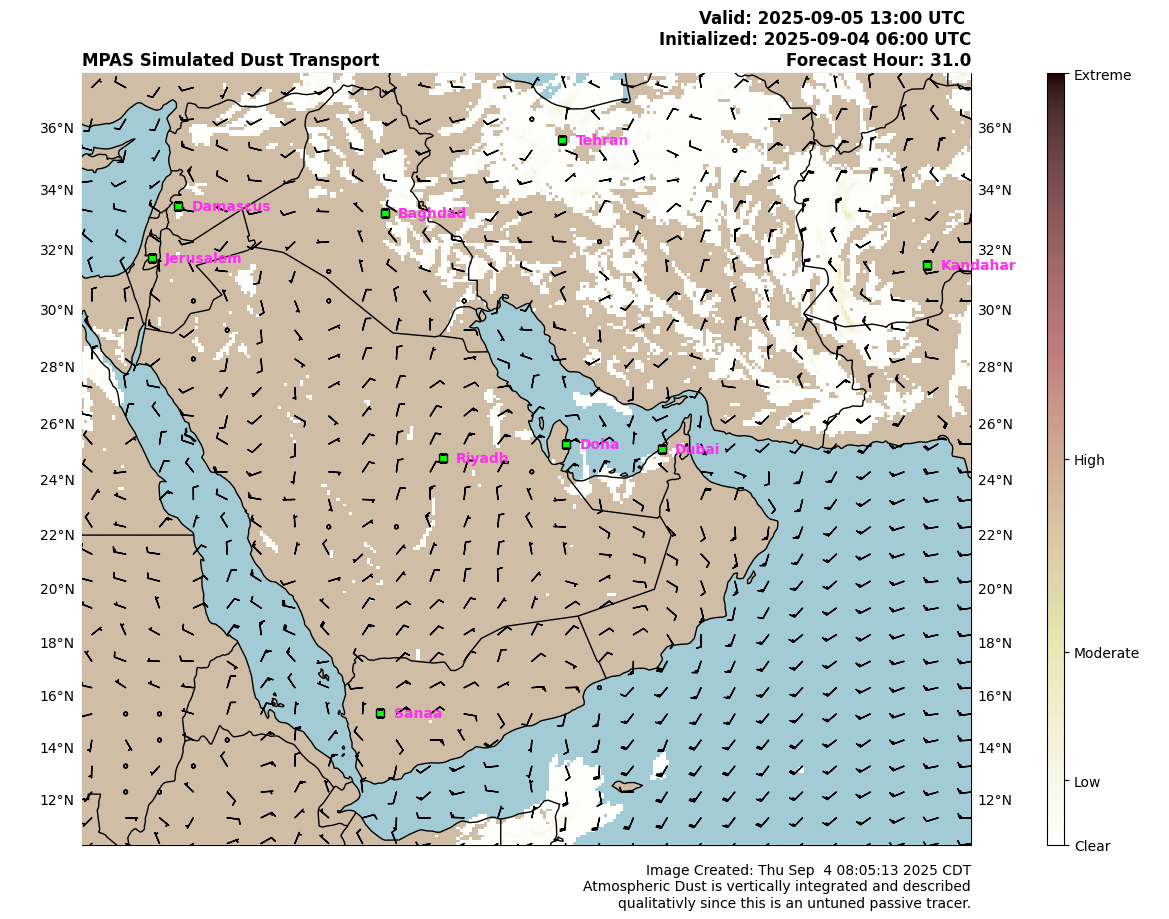 Valid: 2025-09-05 13:00 UTC
Initialized: 2025-09-04 06:00 UTC
MPAS Simulated Dust Transport Forecast Hour: 31.0
Extreme
36°N 36°N
Tehran
34°N 34°N
Damascus
Baghdad
32°N 32°N
Jerusalem
Kandahar
30°N 30°N
28°N 28°N
26°N 26°N
Doha
Dubai
Riyadh
High
24°N 24°N
22°N 22°N
20°N 20°N
18°N 18°N
Moderate
16°N 16°N
Sanaa
14°N 14°N
Low
12°N 12°N
Clear
Image Created: Thu Sep  4 08:05:13 2025 CDT
Atmospheric Dust is vertically integrated and described
qualitativly since this is an untuned passive tracer.